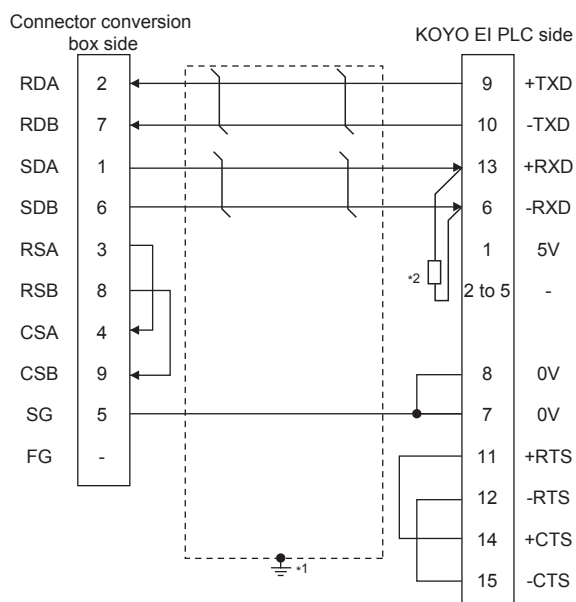 Connector conversion
box side
KOYO EI PLC side
RDA 2 9 +TXD
RDB 7 10 -TXD
SDA 1 13 +RXD
SDB 6 6 -RXD
RSA 3 1 5V
*2
RSB 8 2 to 5 -
CSA 4
CSB 9 8 0V
SG 5 7 0V
FG - 11 +RTS
12 -RTS
14 +CTS
*1
15 -CTS